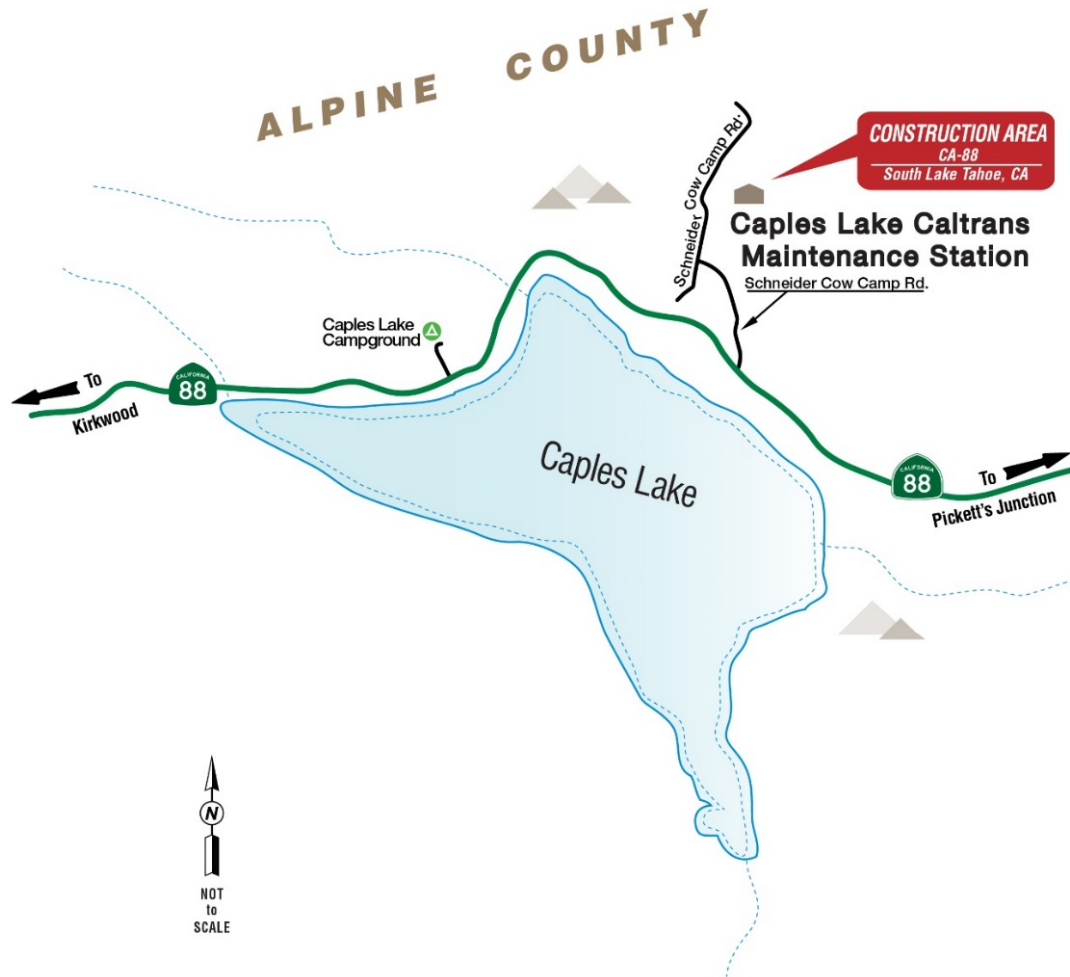 ALPINE COUNTY
CONSTRUCTION AREA
CA-88
South Lake Tahoe, CA
Schneider Cow Camp Rd.
Caples Lake Caltrans
Maintenance Station
Schneider Cow Camp Rd.
Caples Lake
Campground
To
Kirkwood
CALIFORNIA
88
Caples Lake
CALIFORNIA
88
To
Pickett's Junction
N
NOT
to
SCALE